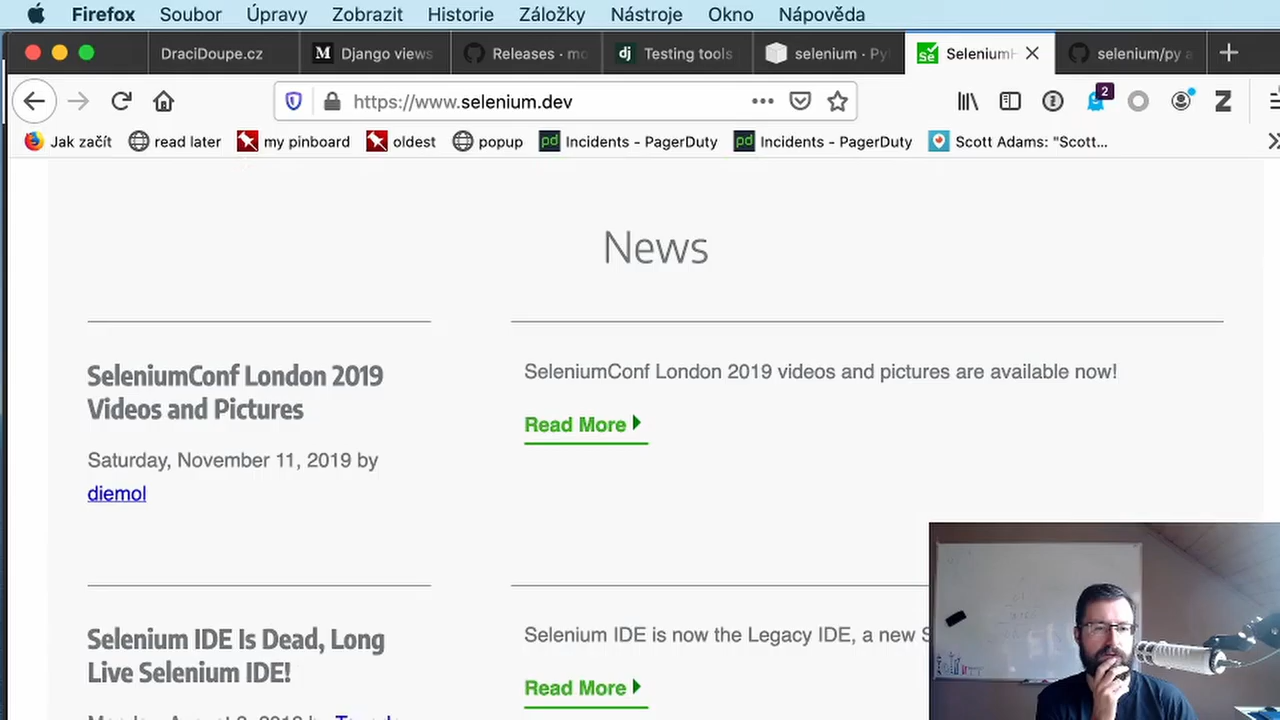 Firefox Soubor Úpravy Zobrazit Historie Záložky Nástroje Okno Nápověda
DraciDoupe.cz M Django views Releases · mo dj Testing tools selenium · Py SeleniumH selenium/py a
https://www.selenium.dev 2 Z
Jak začít read later my pinboard oldest popup pd Incidents - PagerDuty pd Incidents - PagerDuty Scott Adams: "Scott...
News
SeleniumConf London 2019
Videos and Pictures
Saturday, November 11, 2019 by
diemol
SeleniumConf London 2019 videos and pictures are available now!
Read More
Selenium IDE Is Dead, Long
Live Selenium IDE!
Selenium IDE is now the Legacy IDE, a new S
Read More